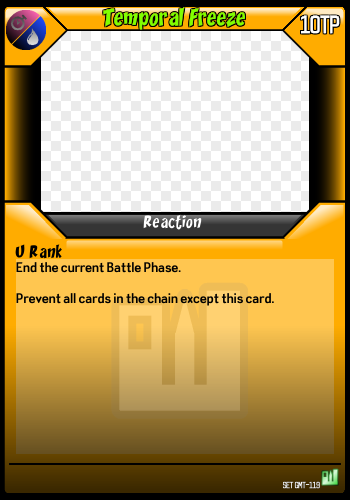 Temporal Freeze
10TP
Reaction
U Rank
End the current Battle Phase.
Prevent all cards in the chain except this card.
SET GMT-119